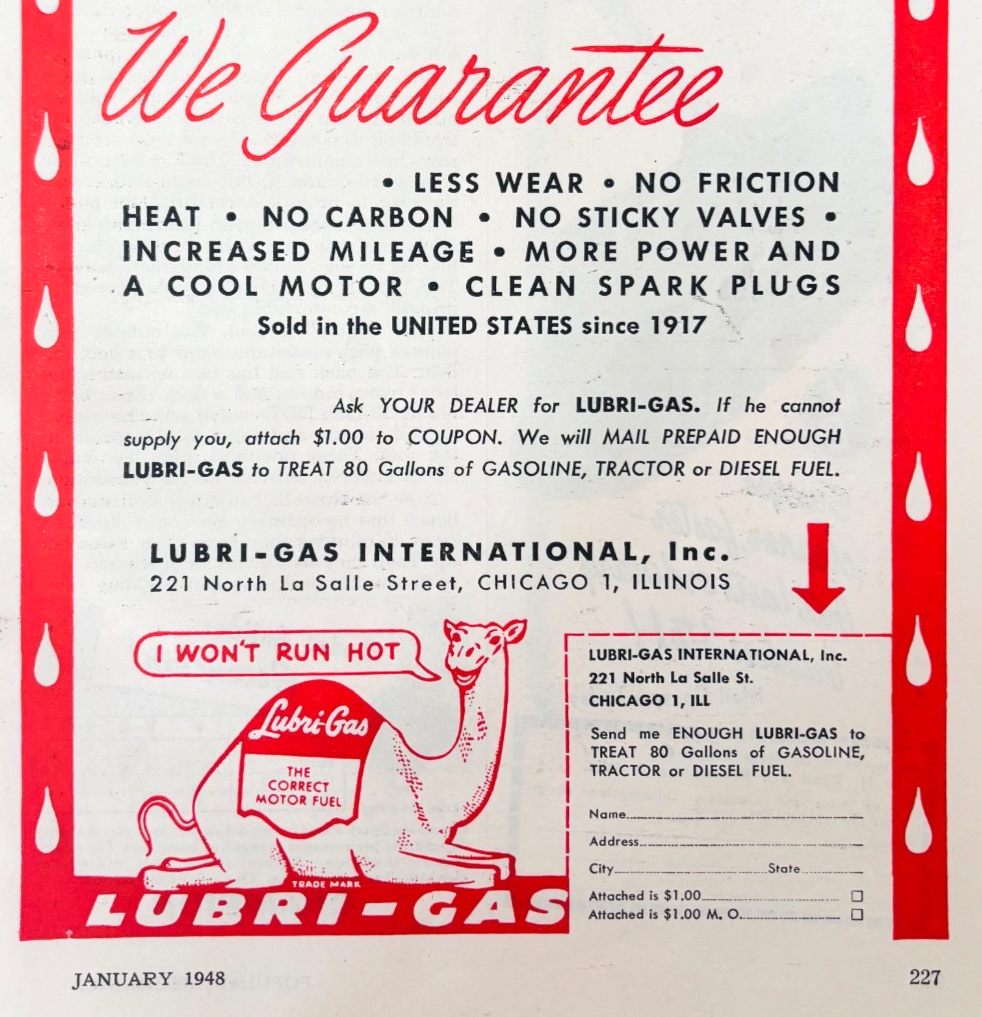 We Guarantee
• LESS WEAR • NO FRICTION
HEAT • NO CARBON • NO STICKY VALVES •
INCREASED MILEAGE • MORE POWER AND
A COOL MOTOR • CLEAN SPARK PLUGS
Sold in the UNITED STATES since 1917
Ask YOUR DEALER for LUBRI-GAS. If he cannot
supply you, attach $1.00 to COUPON. We will MAIL PREPAID ENOUGH
LUBRI-GAS to TREAT 80 Gallons of GASOLINE, TRACTOR or DIESEL FUEL.
LUBRI-GAS INTERNATIONAL, Inc.
221 North La Salle Street, CHICAGO 1, ILLINOIS
I WON'T RUN HOT
Lubri-Gas
THE
CORRECT
MOTOR FUEL
TRADE MARK
LUBRI-GAS
LUBRI-GAS INTERNATIONAL, Inc.
221 North La Salle St.
CHICAGO 1, ILL
Send me ENOUGH LUBRI-GAS to
TREAT 80 Gallons of GASOLINE,
TRACTOR or DIESEL FUEL.
Name
Address
City State
Attached is $1.00 ☐
Attached is $1.00 M. O. ☐
JANUARY 1948
227